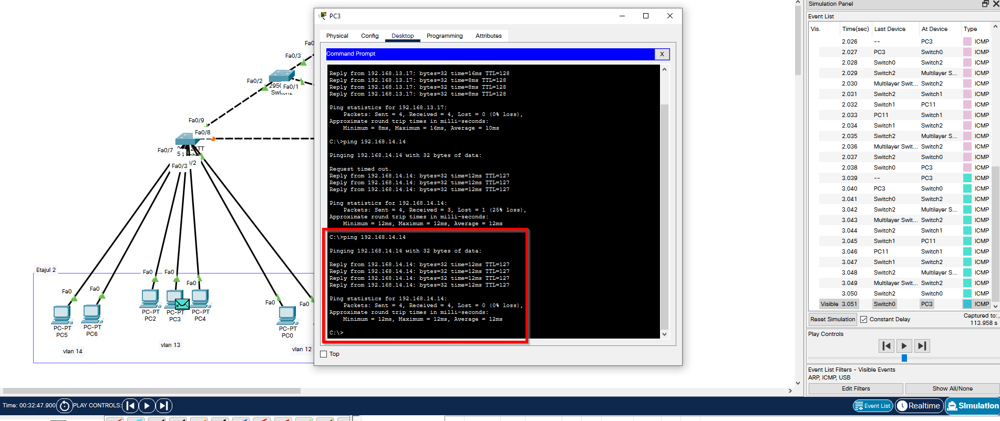 Fa0
Fa0/3
Fa0/2
Fa0/1
Switch2
Fa0/9
Fa0/8
Fa0/7
Fa0/3
Etajul 2
Fa0
Fa0
Fa0
Fa0
Fa0
Fa0
Fa0
PC-PT
PC5
PC-PT
PC6
PC-PT
PC2
PC-PT
PC3
PC-PT
PC4
PC-PT
PC0
vlan 14
vlan 13
vlan 12
PC3
Physical Config Desktop Programming Attributes
Command Prompt X
Reply from 192.168.13.17: bytes=32 time=16ms TTL=128
Reply from 192.168.13.17: bytes=32 time=8ms TTL=128
Reply from 192.168.13.17: bytes=32 time=8ms TTL=128
Reply from 192.168.13.17: bytes=32 time=8ms TTL=128
Ping statistics for 192.168.13.17:
Packets: Sent = 4, Received = 4, Lost = 0 (0% loss),
Approximate round trip times in milli-seconds:
Minimum = 8ms, Maximum = 16ms, Average = 10ms
C:\>ping 192.168.14.14
Pinging 192.168.14.14 with 32 bytes of data:
Request timed out.
Reply from 192.168.14.14: bytes=32 time=12ms TTL=127
Reply from 192.168.14.14: bytes=32 time=12ms TTL=127
Reply from 192.168.14.14: bytes=32 time=12ms TTL=127
Ping statistics for 192.168.14.14:
Packets: Sent = 4, Received = 3, Lost = 1 (25% loss),
Approximate round trip times in milli-seconds:
Minimum = 12ms, Maximum = 12ms, Average = 12ms
C:\>ping 192.168.14.14
Pinging 192.168.14.14 with 32 bytes of data:
Reply from 192.168.14.14: bytes=32 time=12ms TTL=127
Reply from 192.168.14.14: bytes=32 time=12ms TTL=127
Reply from 192.168.14.14: bytes=32 time=12ms TTL=127
Reply from 192.168.14.14: bytes=32 time=12ms TTL=127
Ping statistics for 192.168.14.14:
Packets: Sent = 4, Received = 4, Lost = 0 (0% loss),
Approximate round trip times in milli-seconds:
Minimum = 12ms, Maximum = 12ms, Average = 12ms
C:\>
Top
Simulation Panel
Event List
Vis. Time(sec) Last Device At Device Type
2.026 -- PC3 ICMP
2.027 PC3 Switch0 ICMP
2.028 Switch0 Switch2 ICMP
2.029 Switch2 Multilayer S... ICMP
2.030 Multilayer Swit... Switch2 ICMP
2.031 Switch2 Switch1 ICMP
2.032 Switch1 PC11 ICMP
2.033 PC11 Switch1 ICMP
2.034 Switch1 Switch2 ICMP
2.035 Switch2 Multilayer S... ICMP
2.036 Multilayer Swit... Switch2 ICMP
2.037 Switch2 Switch0 ICMP
2.038 Switch0 PC3 ICMP
3.039 -- PC3 ICMP
3.040 PC3 Switch0 ICMP
3.041 Switch0 Switch2 ICMP
3.042 Switch2 Multilayer S... ICMP
3.043 Multilayer Swit... Switch2 ICMP
3.044 Switch2 Switch1 ICMP
3.045 Switch1 PC11 ICMP
3.046 PC11 Switch1 ICMP
3.047 Switch1 Switch2 ICMP
3.048 Switch2 Multilayer S... ICMP
3.049 Multilayer Swit... Switch2 ICMP
3.050 Switch2 Switch0 ICMP
Visible 3.051 Switch0 PC3 ICMP
Reset Simulation Constant Delay Captured to:
113.958 s
Play Controls
Event List Filters - Visible Events
ARP, ICMP, USB
Edit Filters Show All/None
Time: 00:32:47.900 PLAY CONTROLS: Event List Realtime Simulation